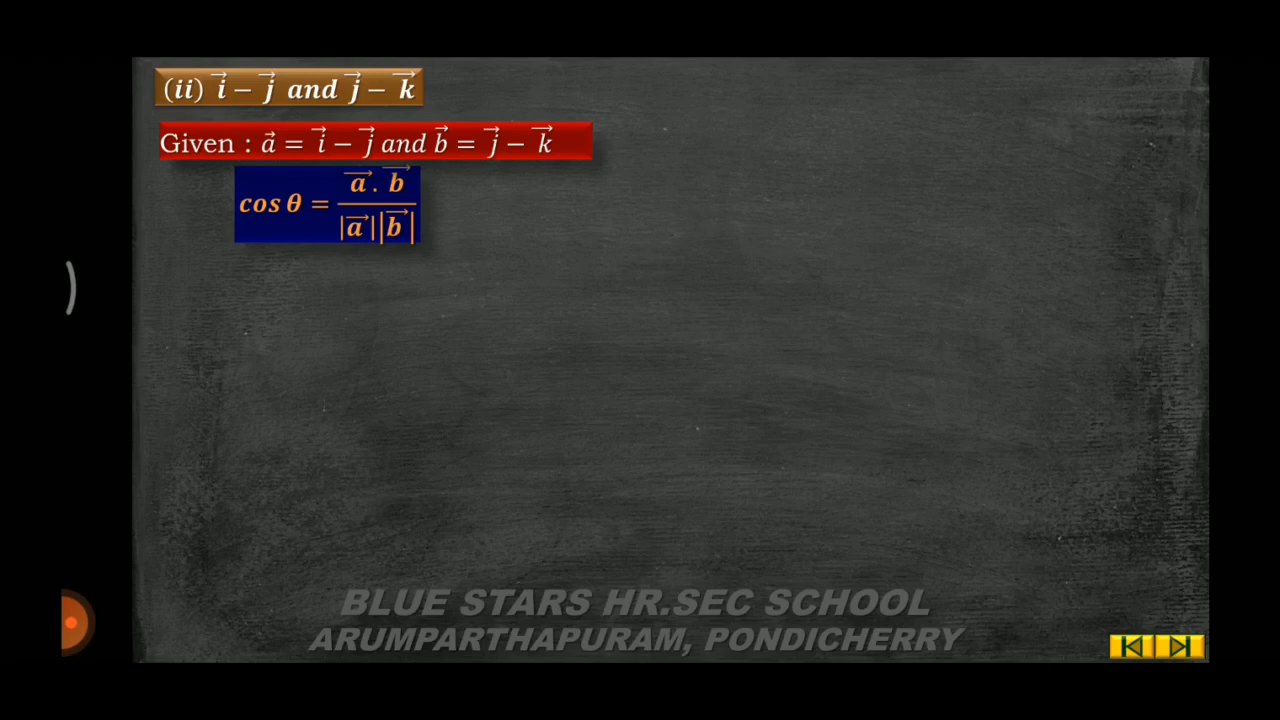 (ii) i⃗ − j⃗ and j⃗ − k⃗
Given : a⃗ = i⃗ − j⃗ and b⃗ = j⃗ − k⃗
cos θ = a⃗ . b⃗ / |a⃗||b⃗|
BLUE STARS HR.SEC SCHOOL
ARUMPARTHAPURAM, PONDICHERRY